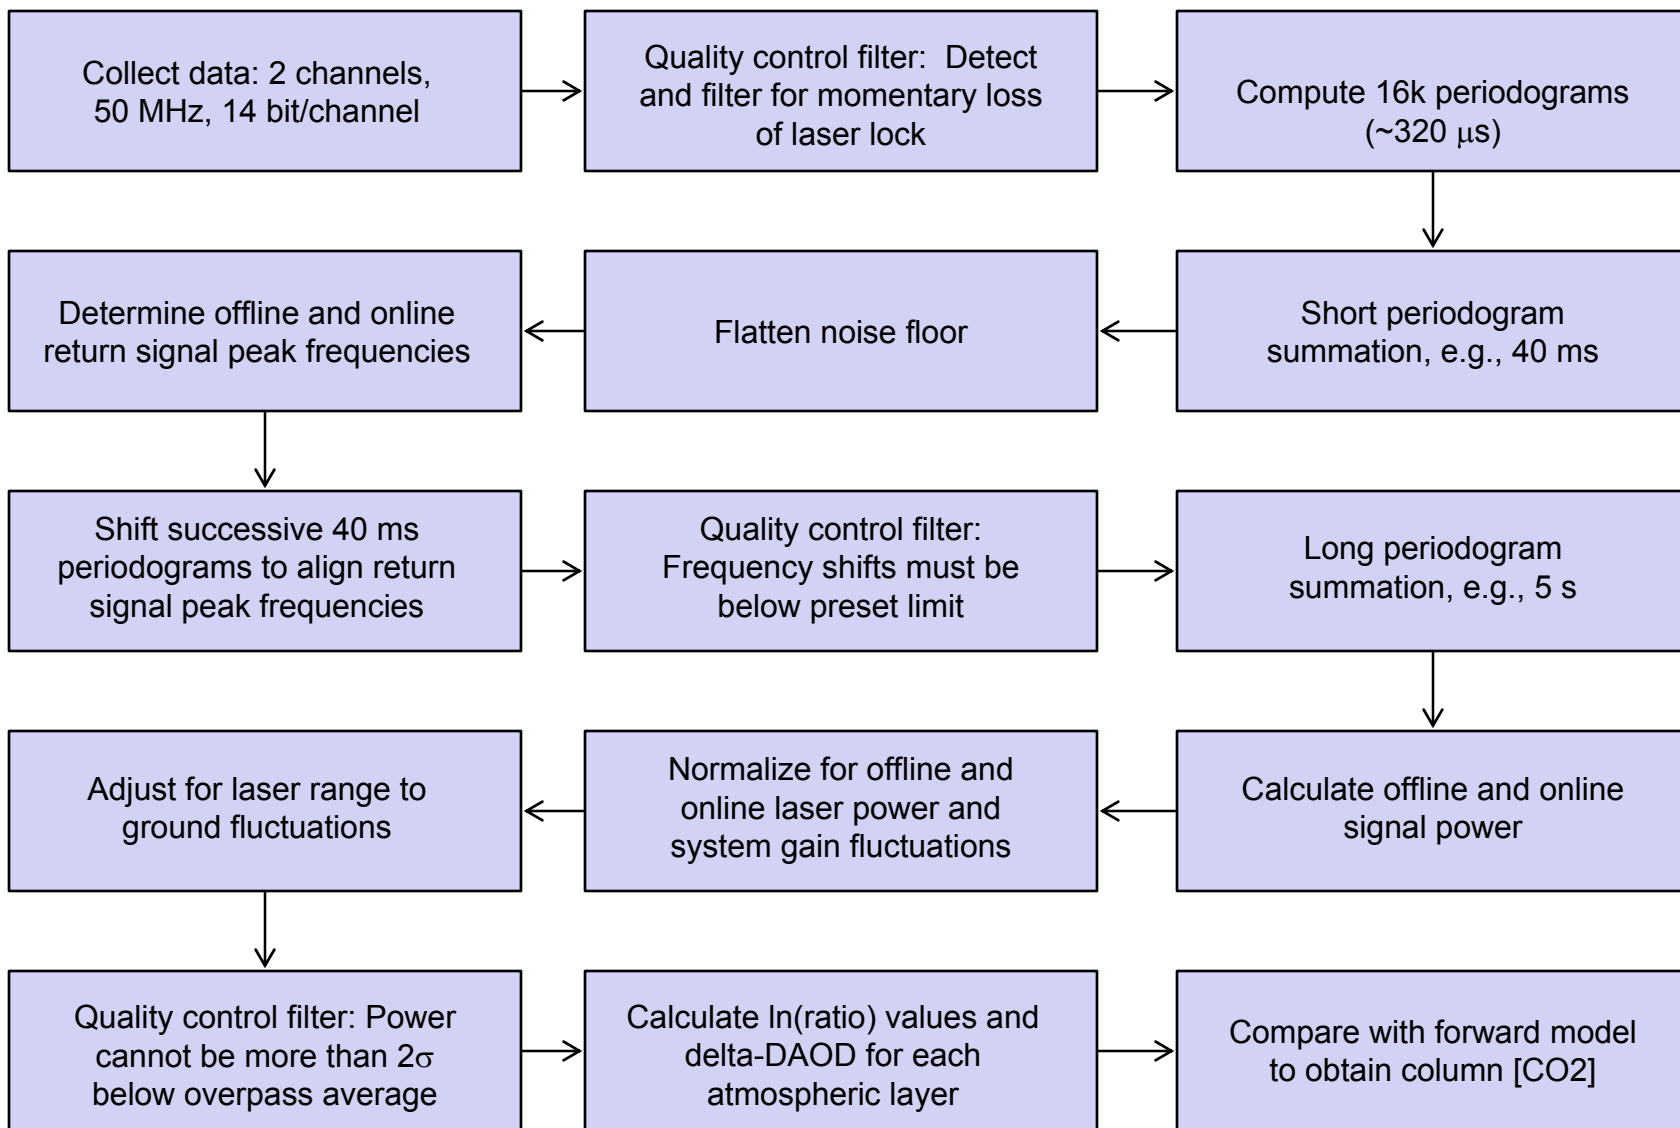 Collect data: 2 channels,
50 MHz, 14 bit/channel
Quality control filter:  Detect
and filter for momentary loss
of laser lock
Compute 16k periodograms
(~320 μs)
Short periodogram
summation, e.g., 40 ms
Flatten noise floor
Determine offline and online
return signal peak frequencies
Shift successive 40 ms
periodograms to align return
signal peak frequencies
Quality control filter:
Frequency shifts must be
below preset limit
Long periodogram
summation, e.g., 5 s
Calculate offline and online
signal power
Normalize for offline and
online laser power and
system gain fluctuations
Adjust for laser range to
ground fluctuations
Quality control filter: Power
cannot be more than 2σ
below overpass average
Calculate ln(ratio) values and
delta-DAOD for each
atmospheric layer
Compare with forward model
to obtain column [CO2]